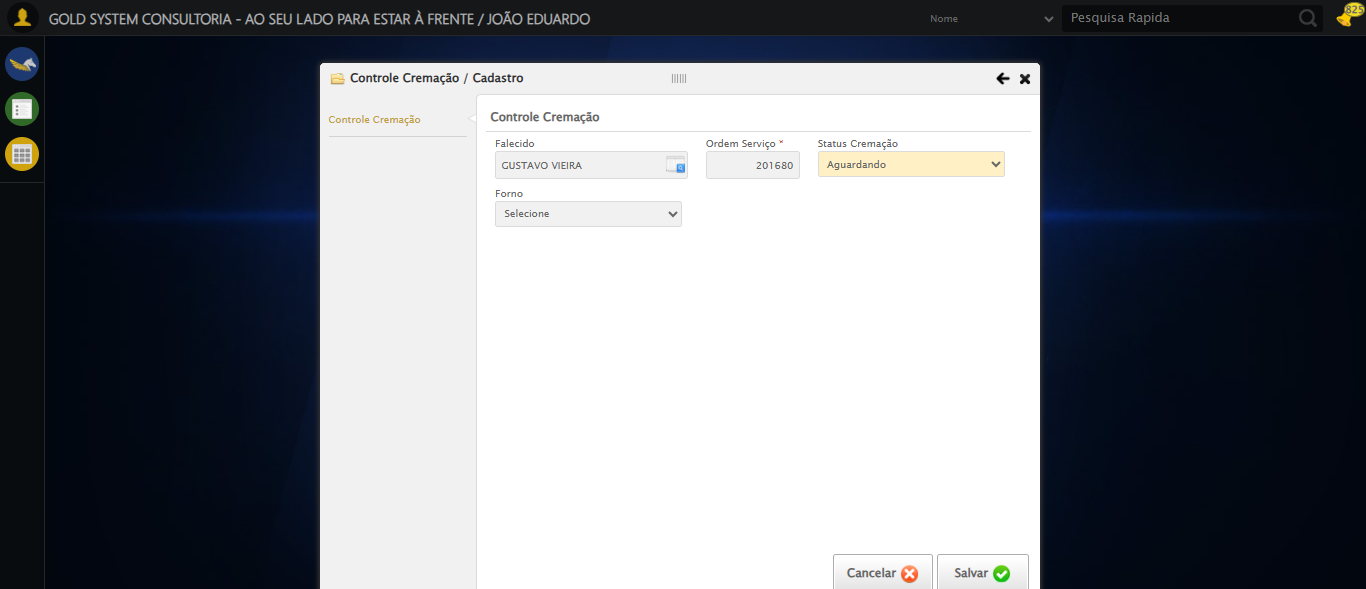 GOLD SYSTEM CONSULTORIA - AO SEU LADO PARA ESTAR À FRENTE / JOÃO EDUARDO
Nome
Pesquisa Rapida
825
Controle Cremação / Cadastro
Controle Cremação
Controle Cremação
Falecido
Ordem Serviço *
Status Cremação
GUSTAVO VIEIRA
201680
Aguardando
Forno
Selecione
Cancelar
Salvar